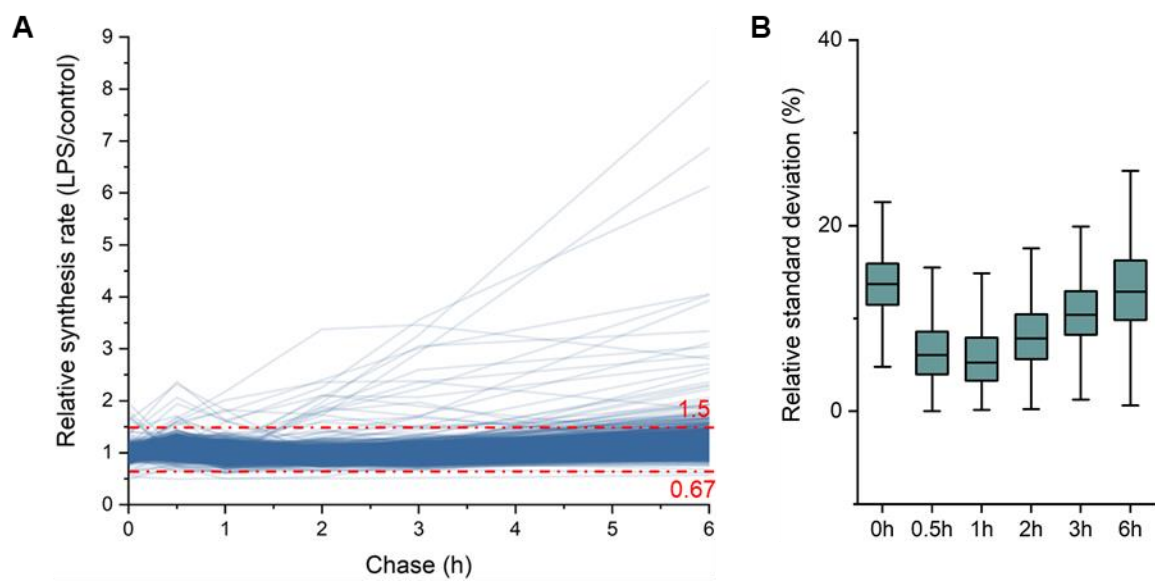 A
Relative synthesis rate (LPS/control)
9
8
7
6
5
4
3
2
1
0
1.5
0.67
0 1 2 3 4 5 6
Chase (h)
B
Relative standard deviation (%)
40
20
0
0h 0.5h 1h 2h 3h 6h